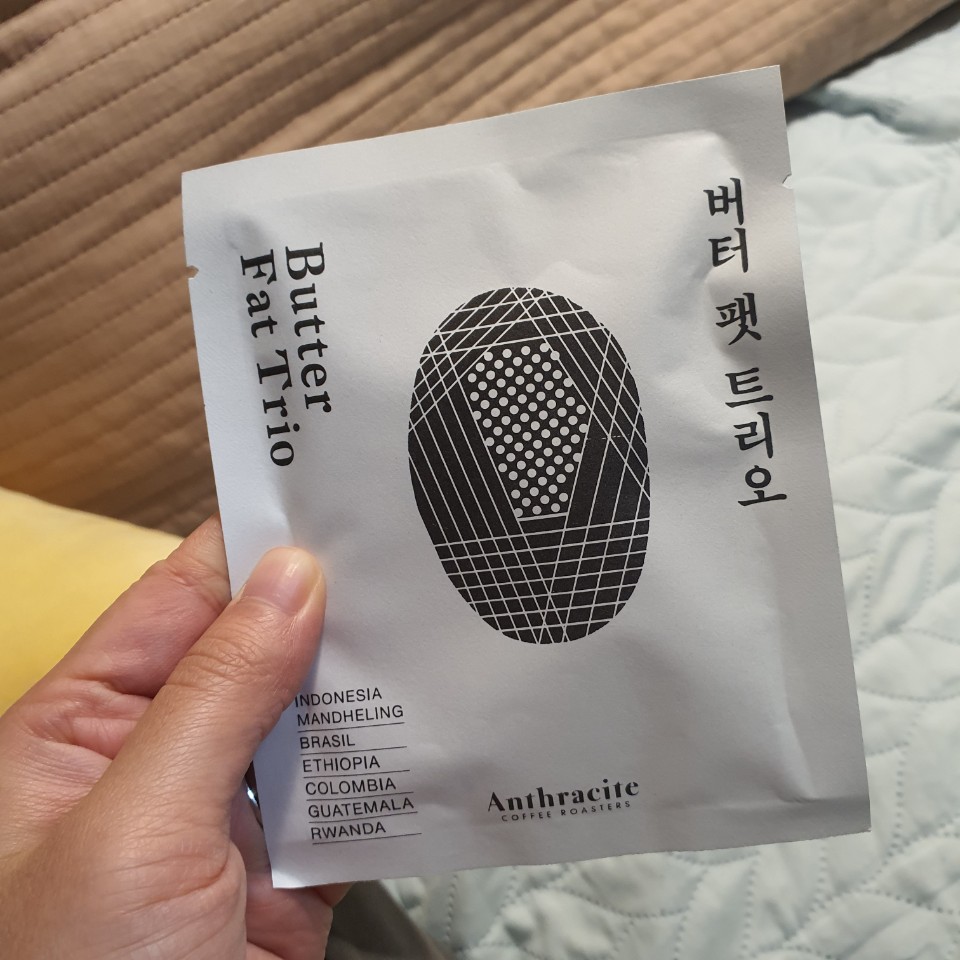 Butter
Fat Trio
버터 팻 트리오
INDONESIA
MANDHELING
BRASIL
ETHIOPIA
COLOMBIA
GUATEMALA
RWANDA
Anthracite
COFFEE ROASTERS